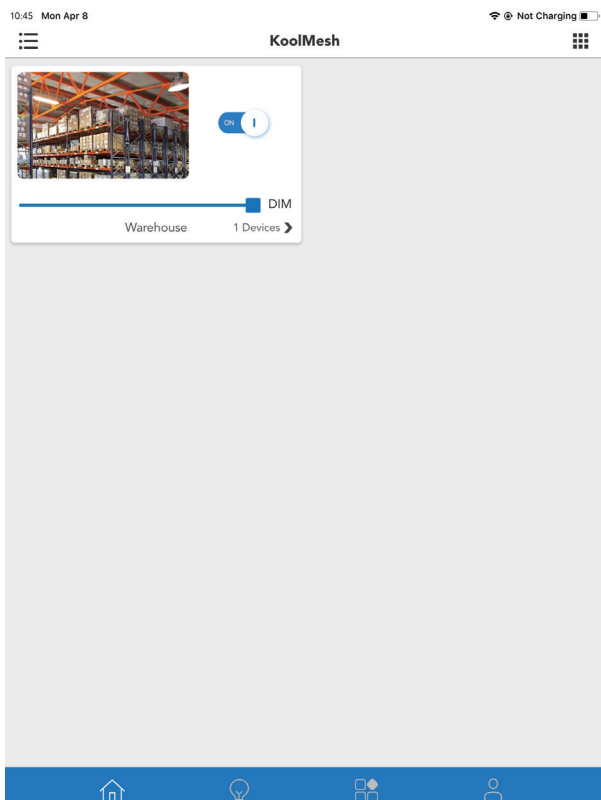 10:45 Mon Apr 8 Not Charging
KoolMesh
ON
DIM
Warehouse 1 Devices